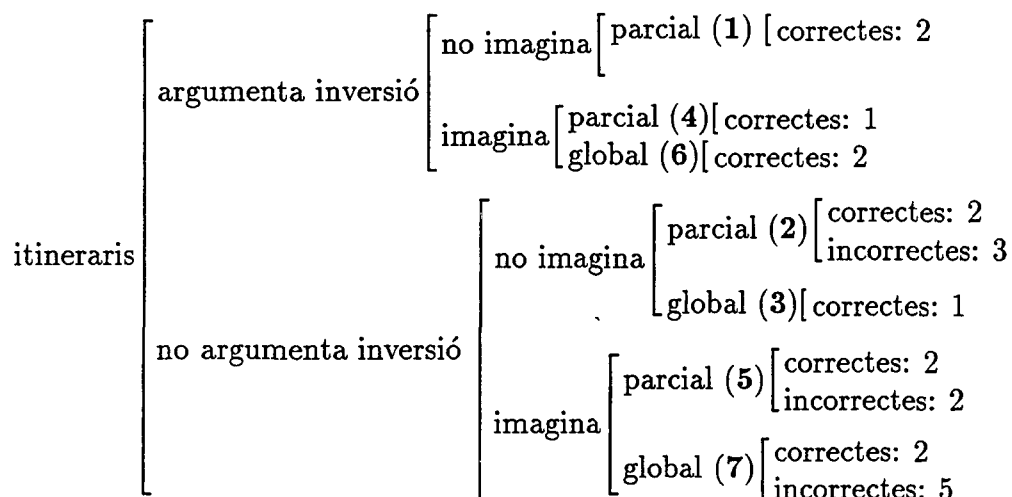 no imagina parcial (1) correctes: 2
argumenta inversió
imagina parcial (4) correctes: 1
global (6) correctes: 2
itineraris
no imagina parcial (2) correctes: 2
incorrectes: 3
global (3) correctes: 1
no argumenta inversió
imagina parcial (5) correctes: 2
incorrectes: 2
global (7) correctes: 2
incorrectes: 5